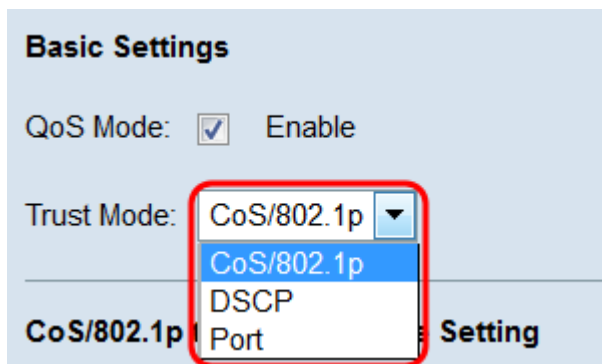 Basic Settings
QoS Mode: Enable
Trust Mode: CoS/802.1p
CoS/802.1p
DSCP
Port
CoS/802.1p Setting